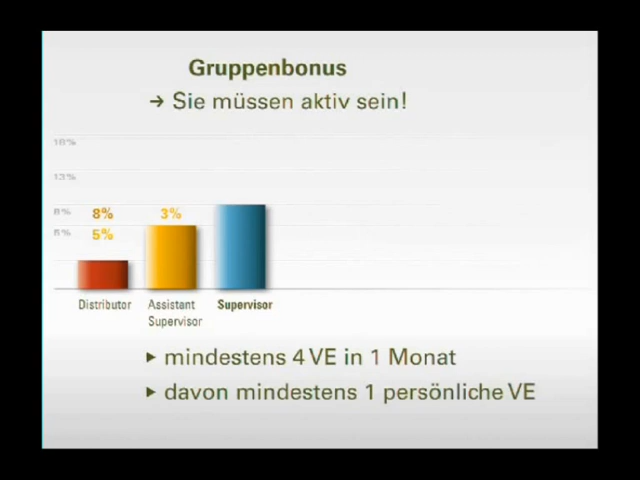 Gruppenbonus
→ Sie müssen aktiv sein!
18%
13%
8% 8% 3%
5% 5%
Distributor Assistant Supervisor
Supervisor
▸ mindestens 4 VE in 1 Monat
▸ davon mindestens 1 persönliche VE